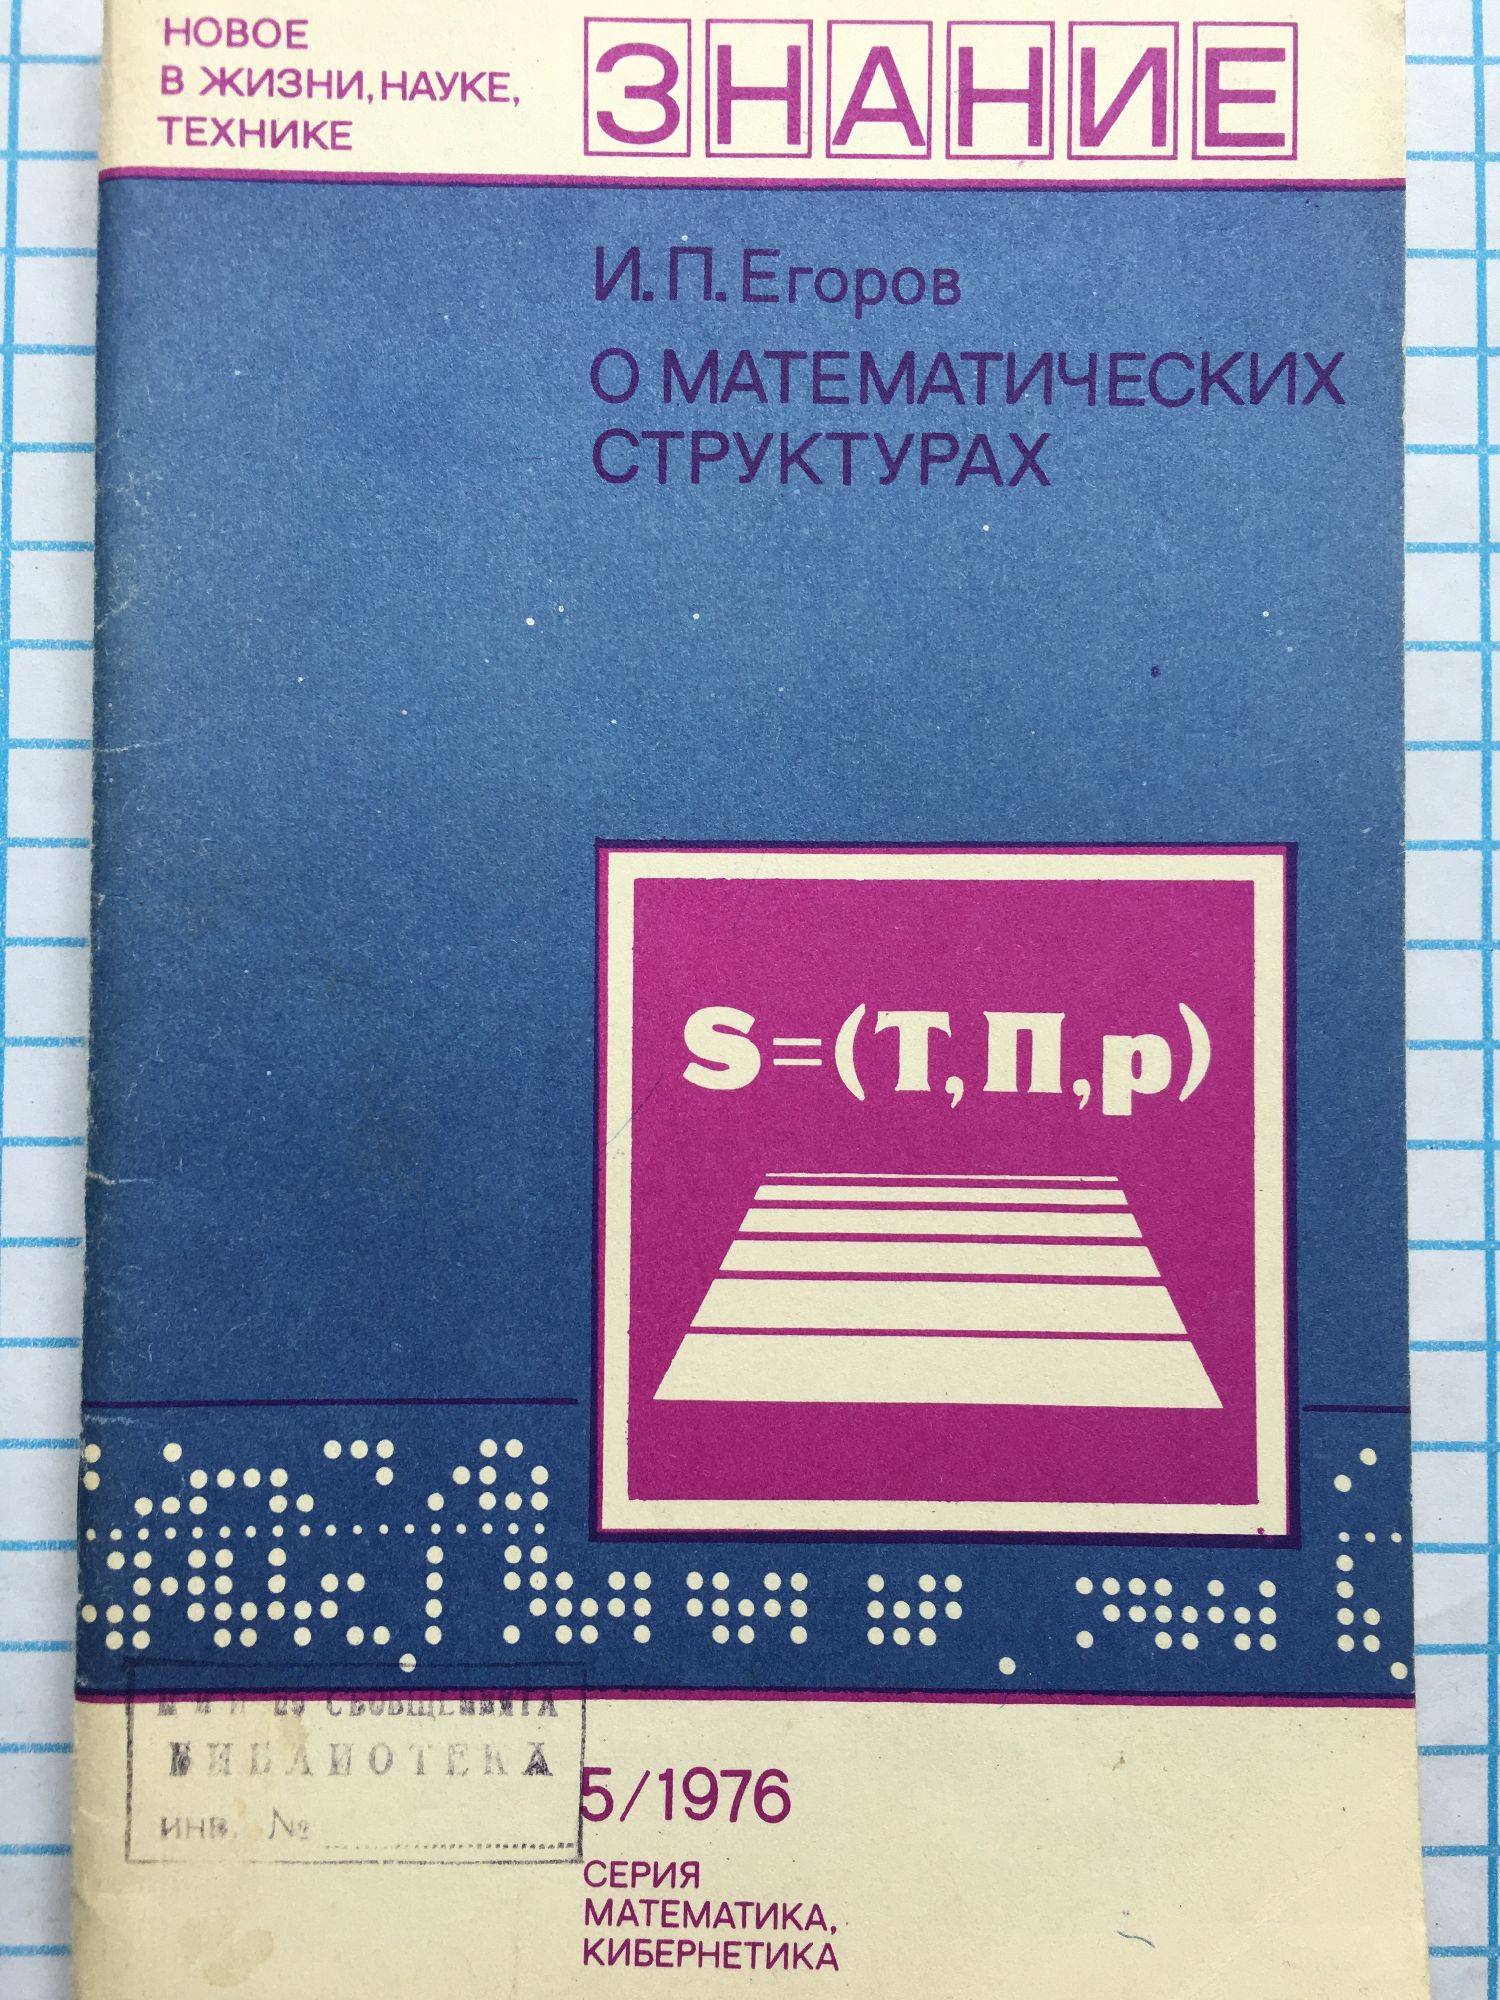 НОВОЕ
В ЖИЗНИ, НАУКЕ,
ТЕХНИКЕ
ЗНАНИЕ
И. П. Егоров
О МАТЕМАТИЧЕСКИХ
СТРУКТУРАХ
S=(Т,П,р)
БИБЛИОТЕКА
ИНВ. №
5/1976
СЕРИЯ
МАТЕМАТИКА,
КИБЕРНЕТИКА